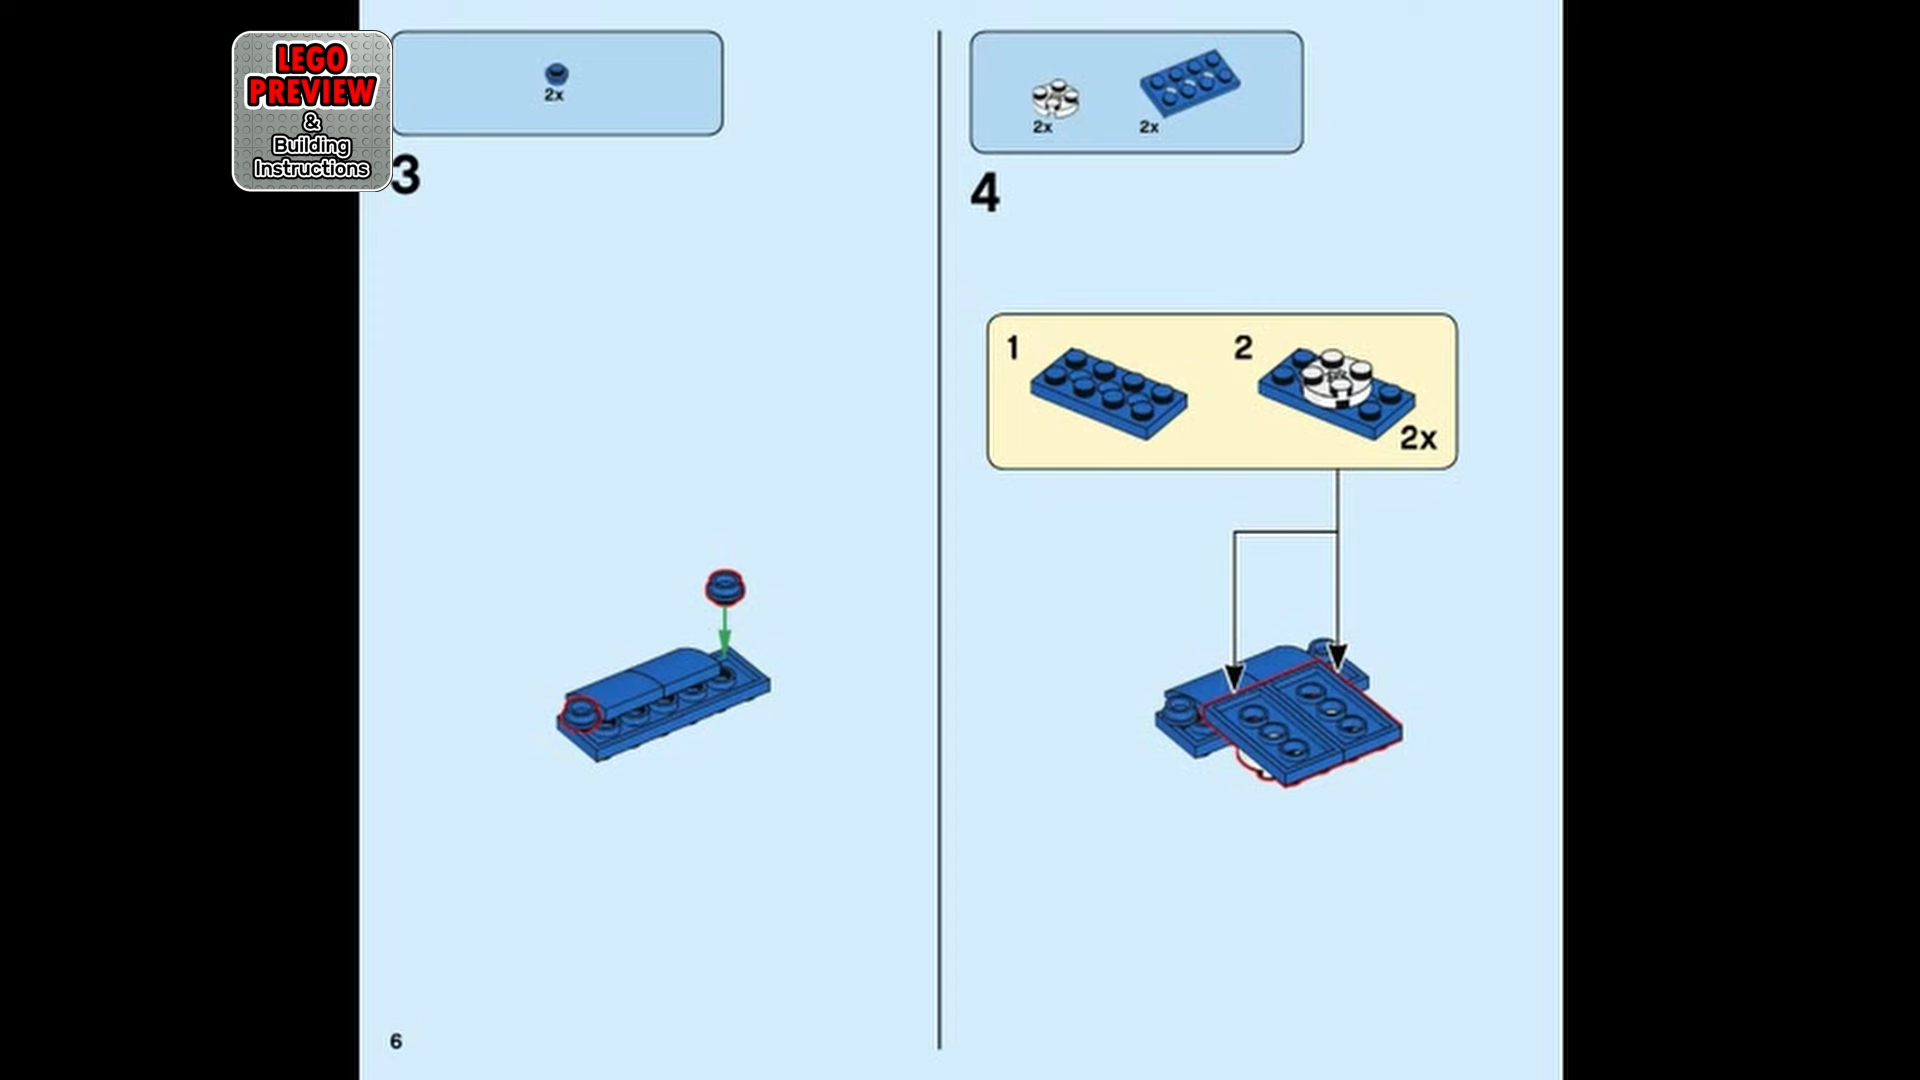 LEGO
PREVIEW
&
Building
Instructions
2x
3
2x
2x
4
1
2
2x
6